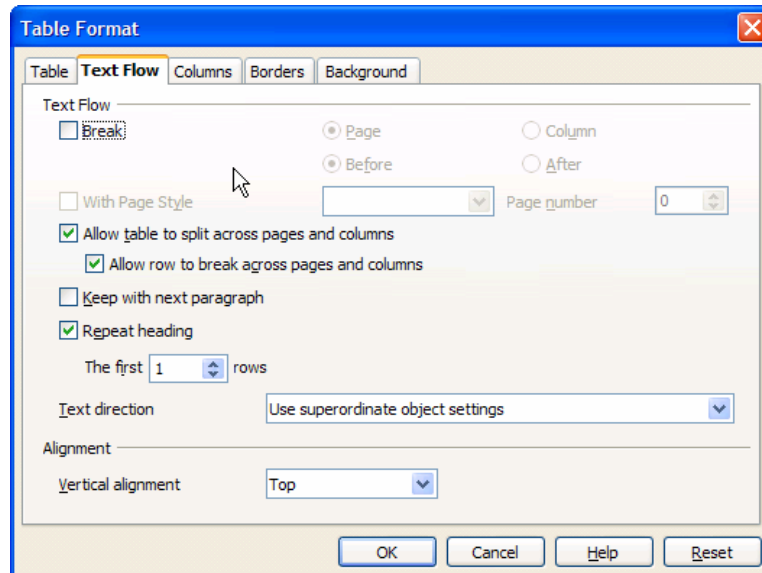 Table Format
Table Text Flow Columns Borders Background
Text Flow
Break Page Column
Before After
With Page Style Page number 0
Allow table to split across pages and columns
Allow row to break across pages and columns
Keep with next paragraph
Repeat heading
The first 1 rows
Text direction Use superordinate object settings
Alignment
Vertical alignment Top
OK Cancel Help Reset